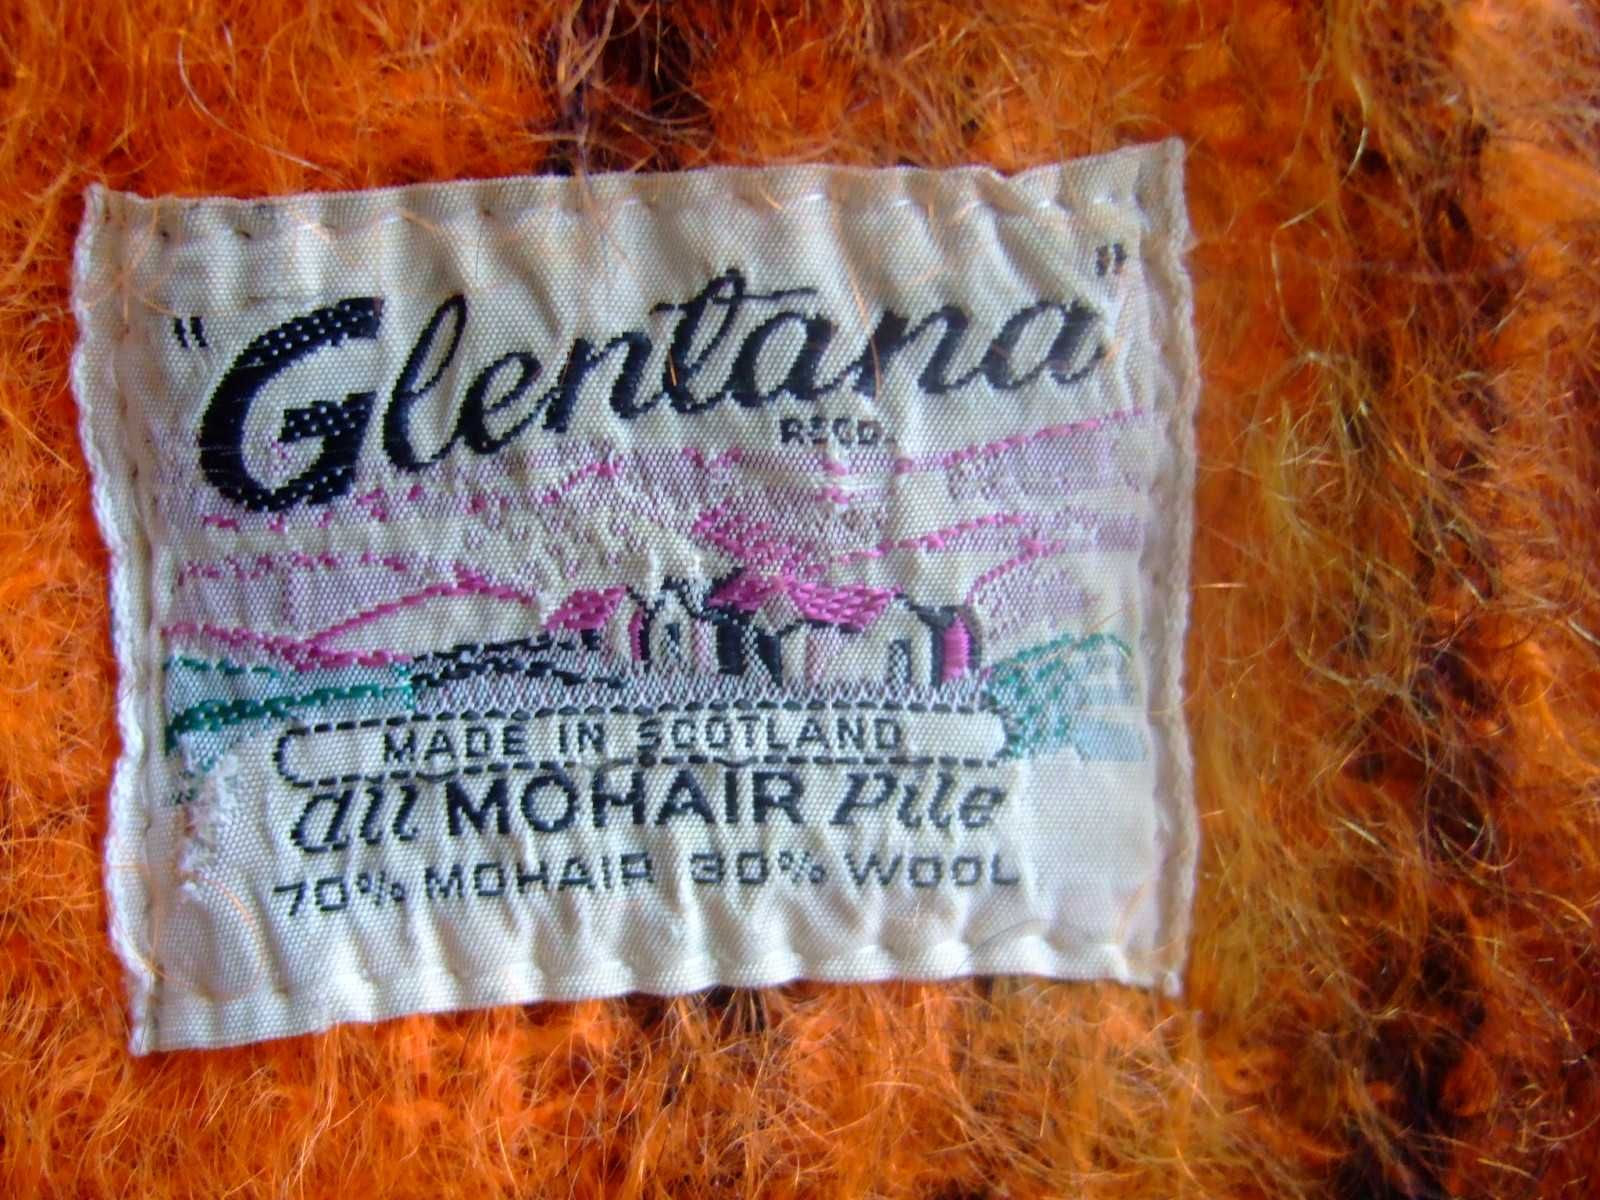 "Glentana"
REGD.
MADE IN SCOTLAND
all MOHAIR Pile
70% MOHAIR 30% WOOL